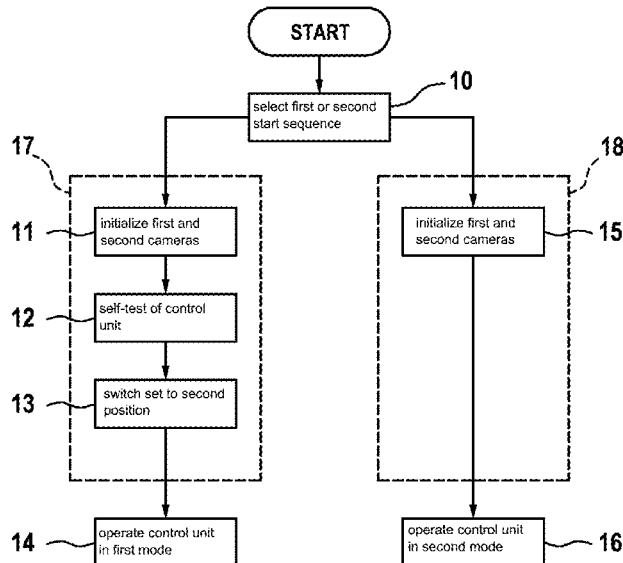 START
10
select first or second
start sequence
17
18
11
initialize first and
second cameras
initialize first and
second cameras
15
12
self-test of control
unit
13
switch set to second
position
14
operate control unit
in first mode
operate control unit
in second mode
16